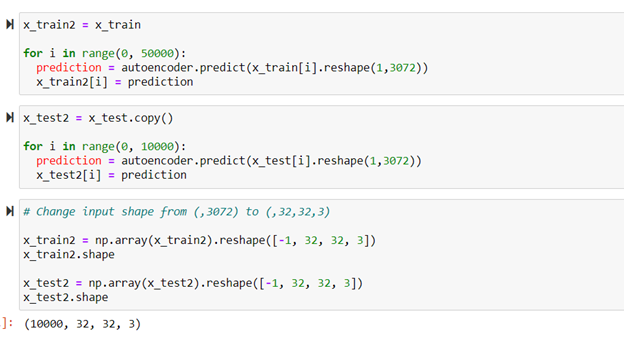 x_train2 = x_train
for i in range(0, 50000):
prediction = autoencoder.predict(x_train[i].reshape(1,3072))
x_train2[i] = prediction
x_test2 = x_test.copy()
for i in range(0, 10000):
prediction = autoencoder.predict(x_test[i].reshape(1,3072))
x_test2[i] = prediction
# Change input shape from (,3072) to (,32,32,3)
x_train2 = np.array(x_train2).reshape([-1, 32, 32, 3])
x_train2.shape
x_test2 = np.array(x_test2).reshape([-1, 32, 32, 3])
x_test2.shape
]: (10000, 32, 32, 3)